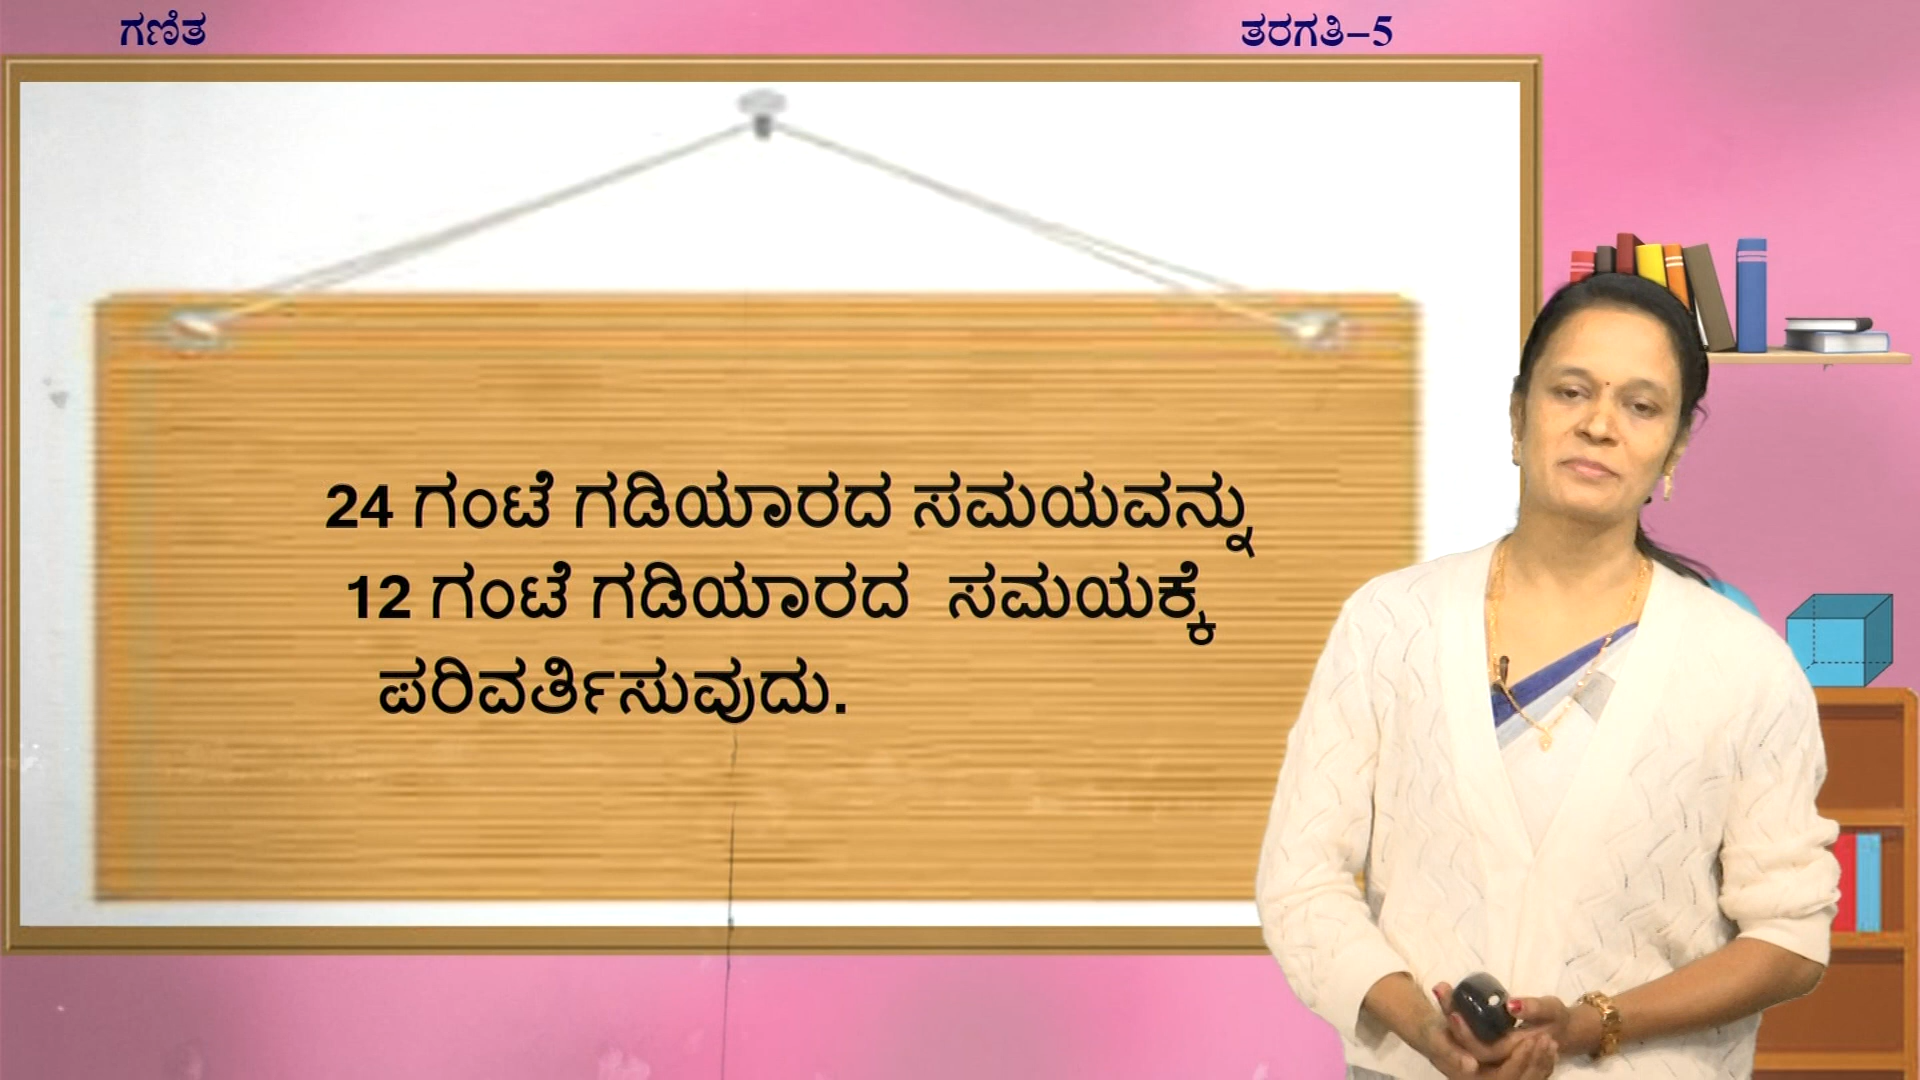 ಗಣಿತ
ತರಗತಿ–5
24 ಗಂಟೆ ಗಡಿಯಾರದ ಸಮಯವನ್ನು
12 ಗಂಟೆ ಗಡಿಯಾರದ ಸಮಯಕ್ಕೆ
ಪರಿವರ್ತಿಸುವುದು.